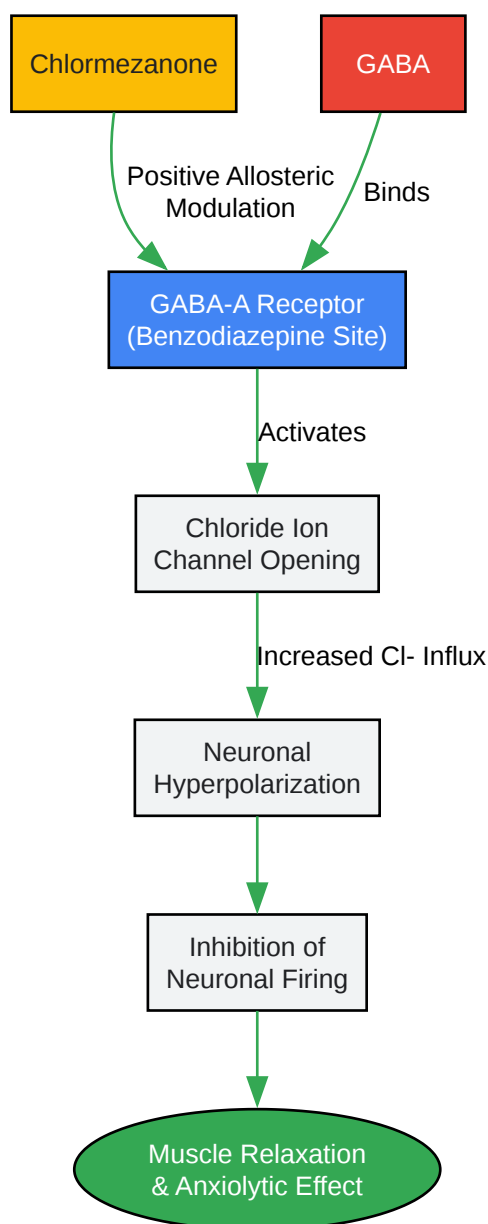 Chlormezanone
GABA
Positive Allosteric
Modulation
Binds
GABA-A Receptor
(Benzodiazepine Site)
Activates
Chloride Ion
Channel Opening
Increased Cl- Influx
Neuronal
Hyperpolarization
Inhibition of
Neuronal Firing
Muscle Relaxation
& Anxiolytic Effect